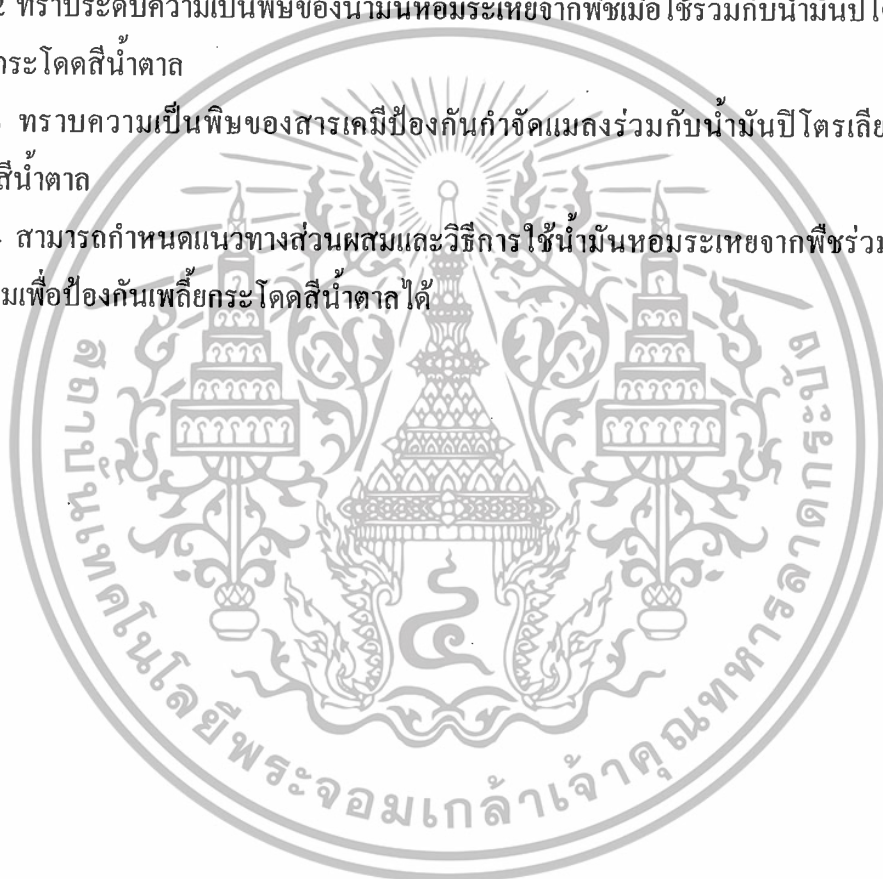 ทราบระดับความเป็นพิษของน้ำมันหอมระเหยจากพืชเมื่อใช้ร่วมกับน้ำมันปิโ
กระโดดสีน้ำตาล
ทราบความเป็นพิษของสารเคมีป้องกันกำจัดแมลงร่วมกับน้ำมันปิโตรเลีย
สีน้ำตาล
สามารถกำหนดแนวทางส่วนผสมและวิธีการใช้น้ำมันหอมระเหยจากพืชร่วม
มเพื่อป้องกันเพลี้ยกระโดดสีน้ำตาลได้
สถาบันเทคโนโลยีพระจอมเกล้าเจ้าคุณทหารลาดกระบัง